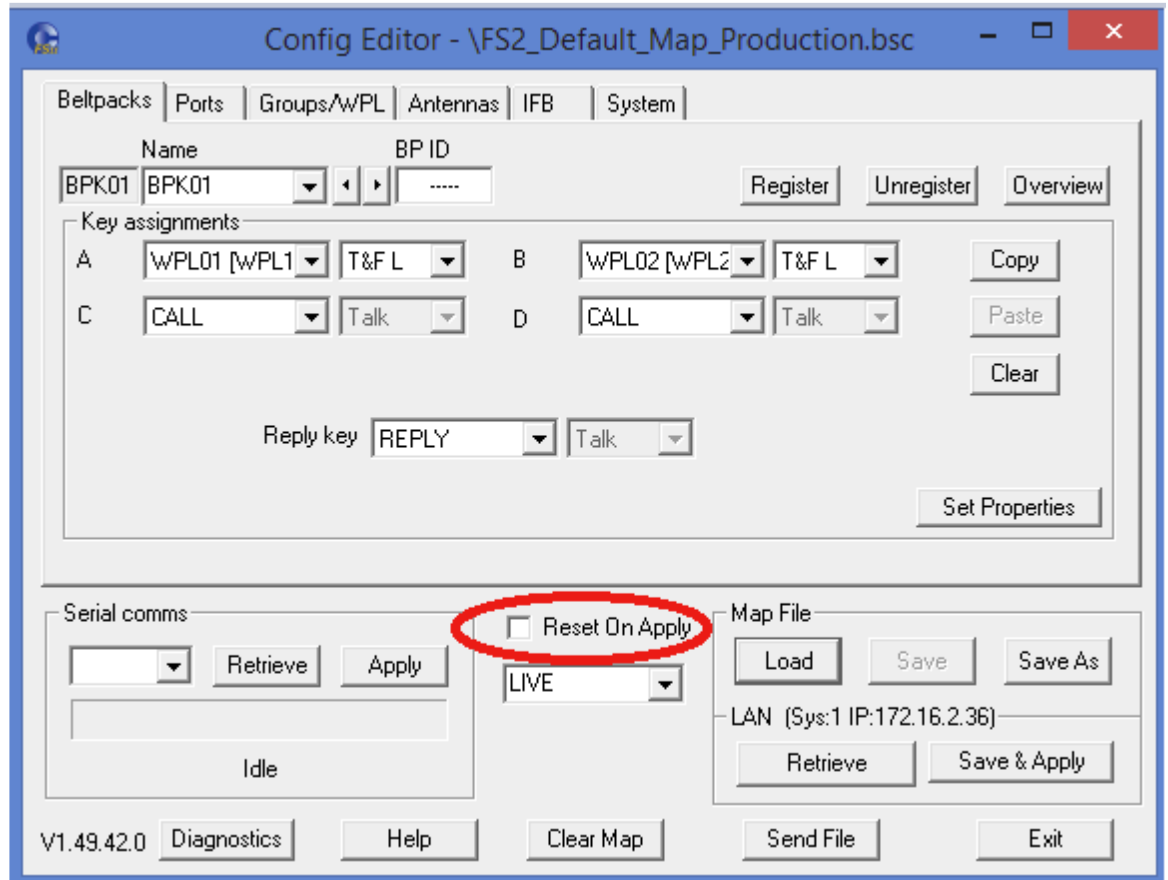 Config Editor - \FS2_Default_Map_Production.bsc
Beltpacks Ports Groups/WPL Antennas IFB System
Name BP ID
BPK01 BPK01 ----- Register Unregister Overview
Key assignments
A WPL01 [WPL1 T&F L B WPL02 [WPL2 T&F L Copy
C CALL Talk D CALL Talk Paste
Clear
Reply key REPLY Talk
Set Properties
Serial comms Reset On Apply Map File
Retrieve Apply LIVE Load Save Save As
LAN (Sys:1 IP:172.16.2.36)
Idle Retrieve Save & Apply
V1.49.42.0 Diagnostics Help Clear Map Send File Exit